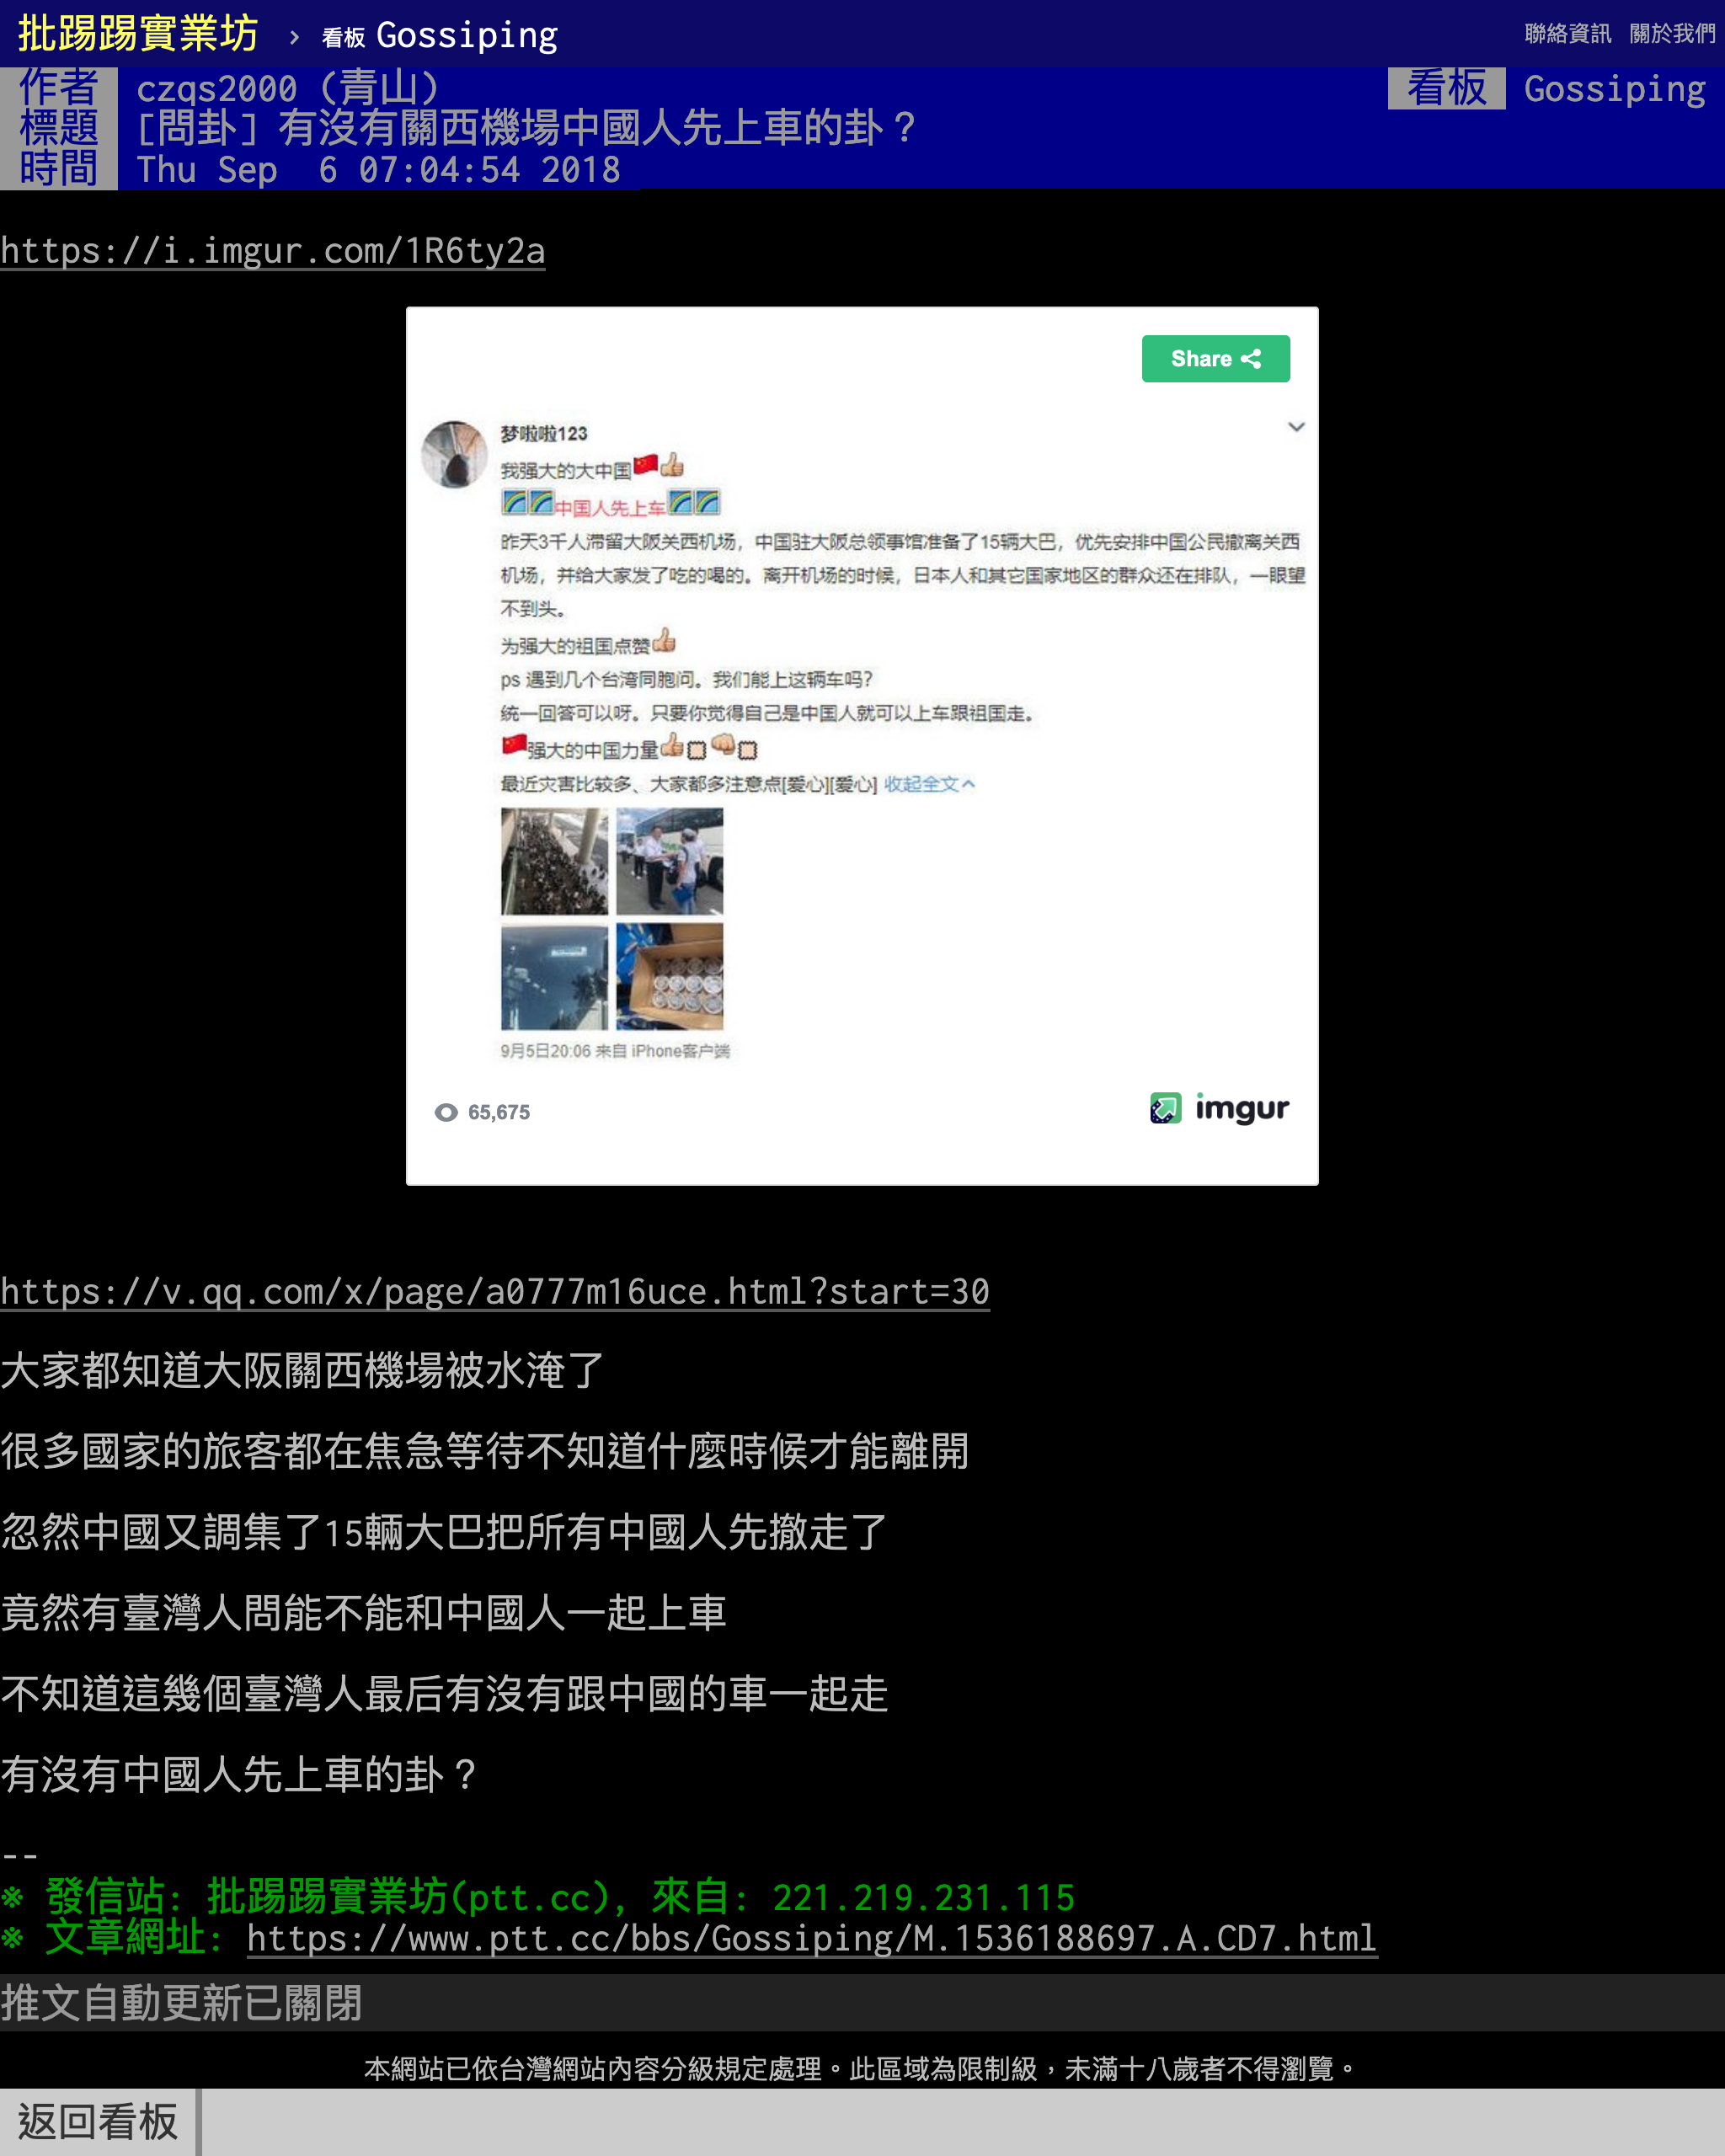 批踢踢實業坊 › 看板 Gossiping 聯絡資訊 關於我們
作者 czqs2000 (青山) 看板 Gossiping
標題 [問卦] 有沒有關西機場中國人先上車的卦？
時間 Thu Sep  6 07:04:54 2018
https://i.imgur.com/1R6ty2a
Share
梦啦啦123
我强大的大中国🇨🇳👍
🌈🌈中国人先上车🌈🌈
昨天3千人滞留大阪关西机场，中国驻大阪总领事馆准备了15辆大巴，优先安排中国公民撤离关西
机场，并给大家发了吃的喝的。离开机场的时候，日本人和其它国家地区的群众还在排队，一眼望
不到头。
为强大的祖国点赞👍
ps 遇到几个台湾同胞问。我们能上这辆车吗？
统一回答可以呀。只要你觉得自己是中国人就可以上车跟祖国走。
🇨🇳强大的中国力量👍🏻👊🏻
最近灾害比较多、大家都多注意点[爱心][爱心] 收起全文
9月5日20:06 来自 iPhone客户端
65,675
imgur
https://v.qq.com/x/page/a0777m16uce.html?start=30
大家都知道大阪關西機場被水淹了
很多國家的旅客都在焦急等待不知道什麼時候才能離開
忽然中國又調集了15輛大巴把所有中國人先撤走了
竟然有臺灣人問能不能和中國人一起上車
不知道這幾個臺灣人最后有沒有跟中國的車一起走
有沒有中國人先上車的卦？
--
※ 發信站: 批踢踢實業坊(ptt.cc), 來自: 221.219.231.115
※ 文章網址: https://www.ptt.cc/bbs/Gossiping/M.1536188697.A.CD7.html
推文自動更新已關閉
本網站已依台灣網站內容分級規定處理。此區域為限制級，未滿十八歲者不得瀏覽。
返回看板